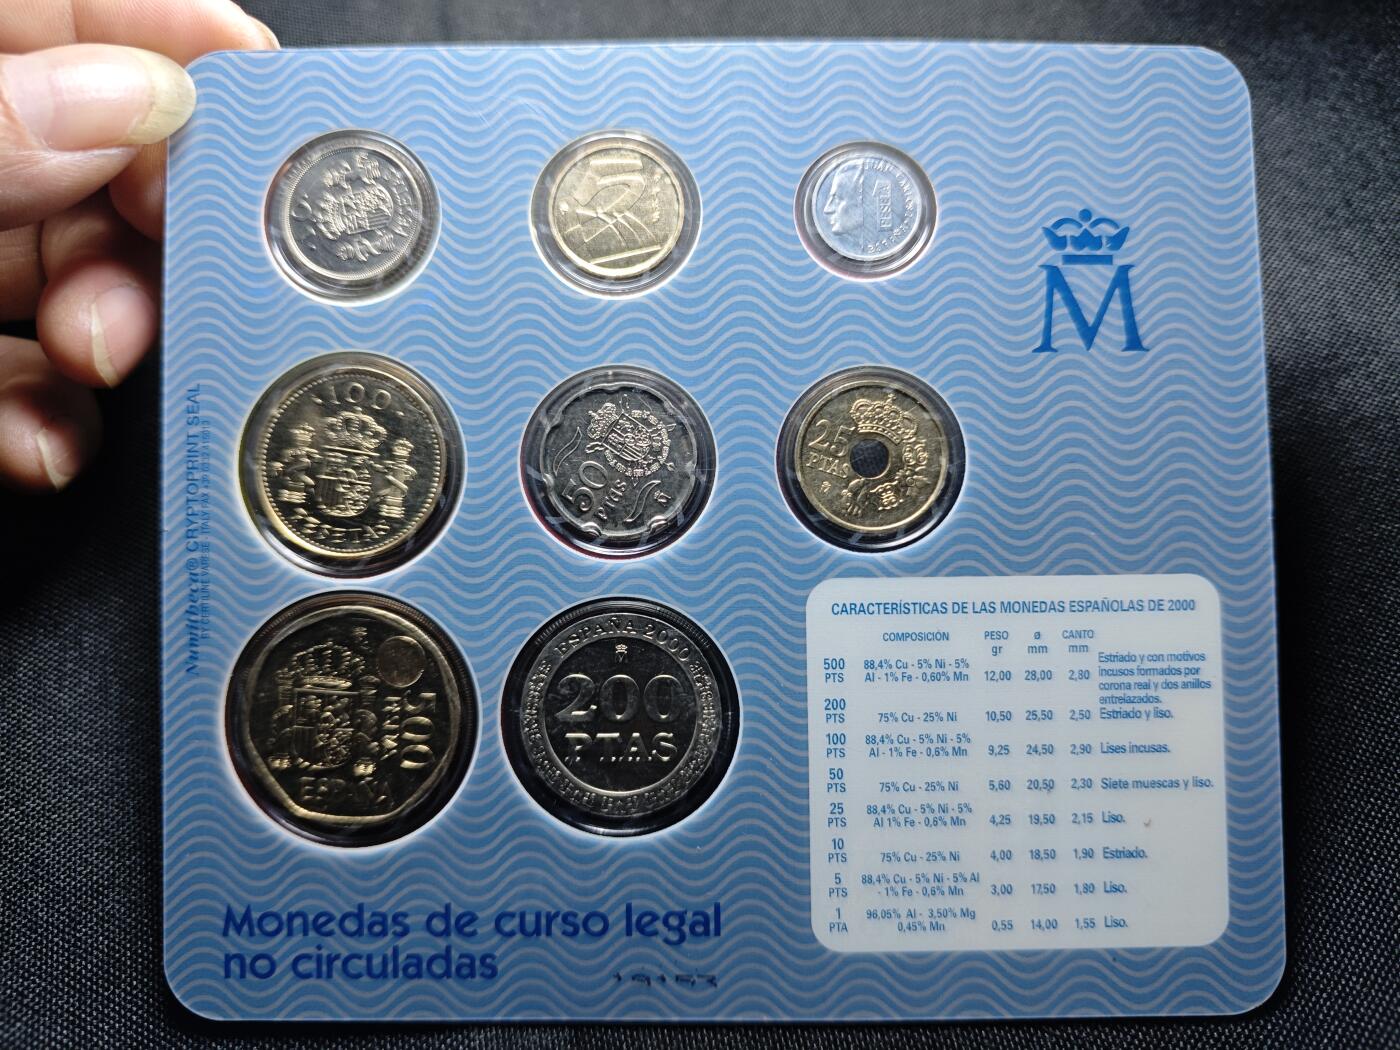 PESETA
M
100
PESETAS
50
PTAS
25
PTAS
500
ESPAÑA
ESPAÑA 2000
M
200
PTAS
Numitheca® CRYPTOPRINT SEAL
CARACTERÍSTICAS DE LAS MONEDAS ESPAÑOLAS DE 2000
COMPOSICIÓN PESO gr ø mm CANTO mm
500 PTS 88,4% Cu - 5% Ni - 5% Al - 1% Fe - 0,60% Mn 12,00 28,00 2,80 Estriado y con motivos incusos formados por corona real y dos anillos entrelazados.
200 PTS 75% Cu - 25% Ni 10,50 25,50 2,50 Estriado y liso.
100 PTS 88,4% Cu - 5% Ni - 5% Al - 1% Fe - 0,6% Mn 9,25 24,50 2,90 Lises incusas.
50 PTS 75% Cu - 25% Ni 5,60 20,50 2,30 Siete muescas y liso.
25 PTS 88,4% Cu - 5% Ni - 5% Al 1% Fe - 0,6% Mn 4,25 19,50 2,15 Liso.
10 PTS 75% Cu - 25% Ni 4,00 18,50 1,90 Estriado.
5 PTS 88,4% Cu - 5% Ni - 5% Al - 1% Fe - 0,6% Mn 3,00 17,50 1,80 Liso.
1 PTA 96,05% Al - 3,50% Mg 0,45% Mn 0,55 14,00 1,55 Liso.
Monedas de curso legal
no circuladas